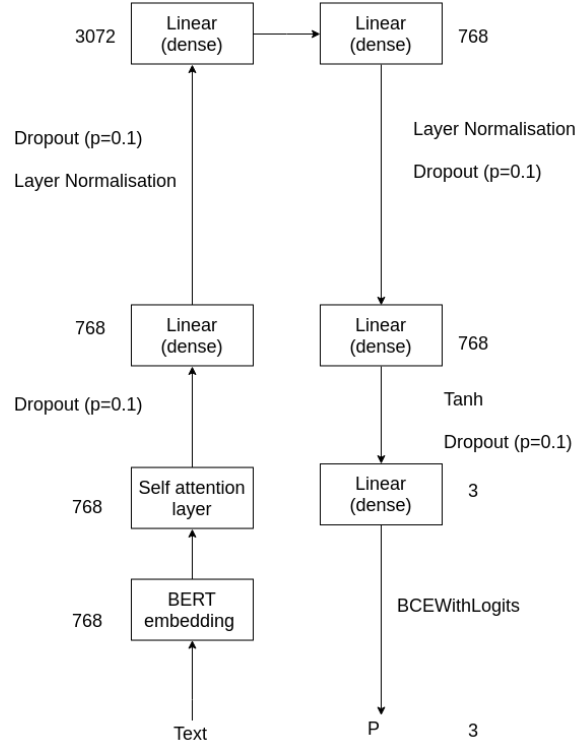 3072
Linear
(dense)
Linear
(dense)
768
Dropout (p=0.1)
Layer Normalisation
Layer Normalisation
Dropout (p=0.1)
768
Linear
(dense)
Linear
(dense)
768
Dropout (p=0.1)
Tanh
Dropout (p=0.1)
768
Self attention
layer
Linear
(dense)
3
768
BERT
embedding
BCEWithLogits
Text
P
3